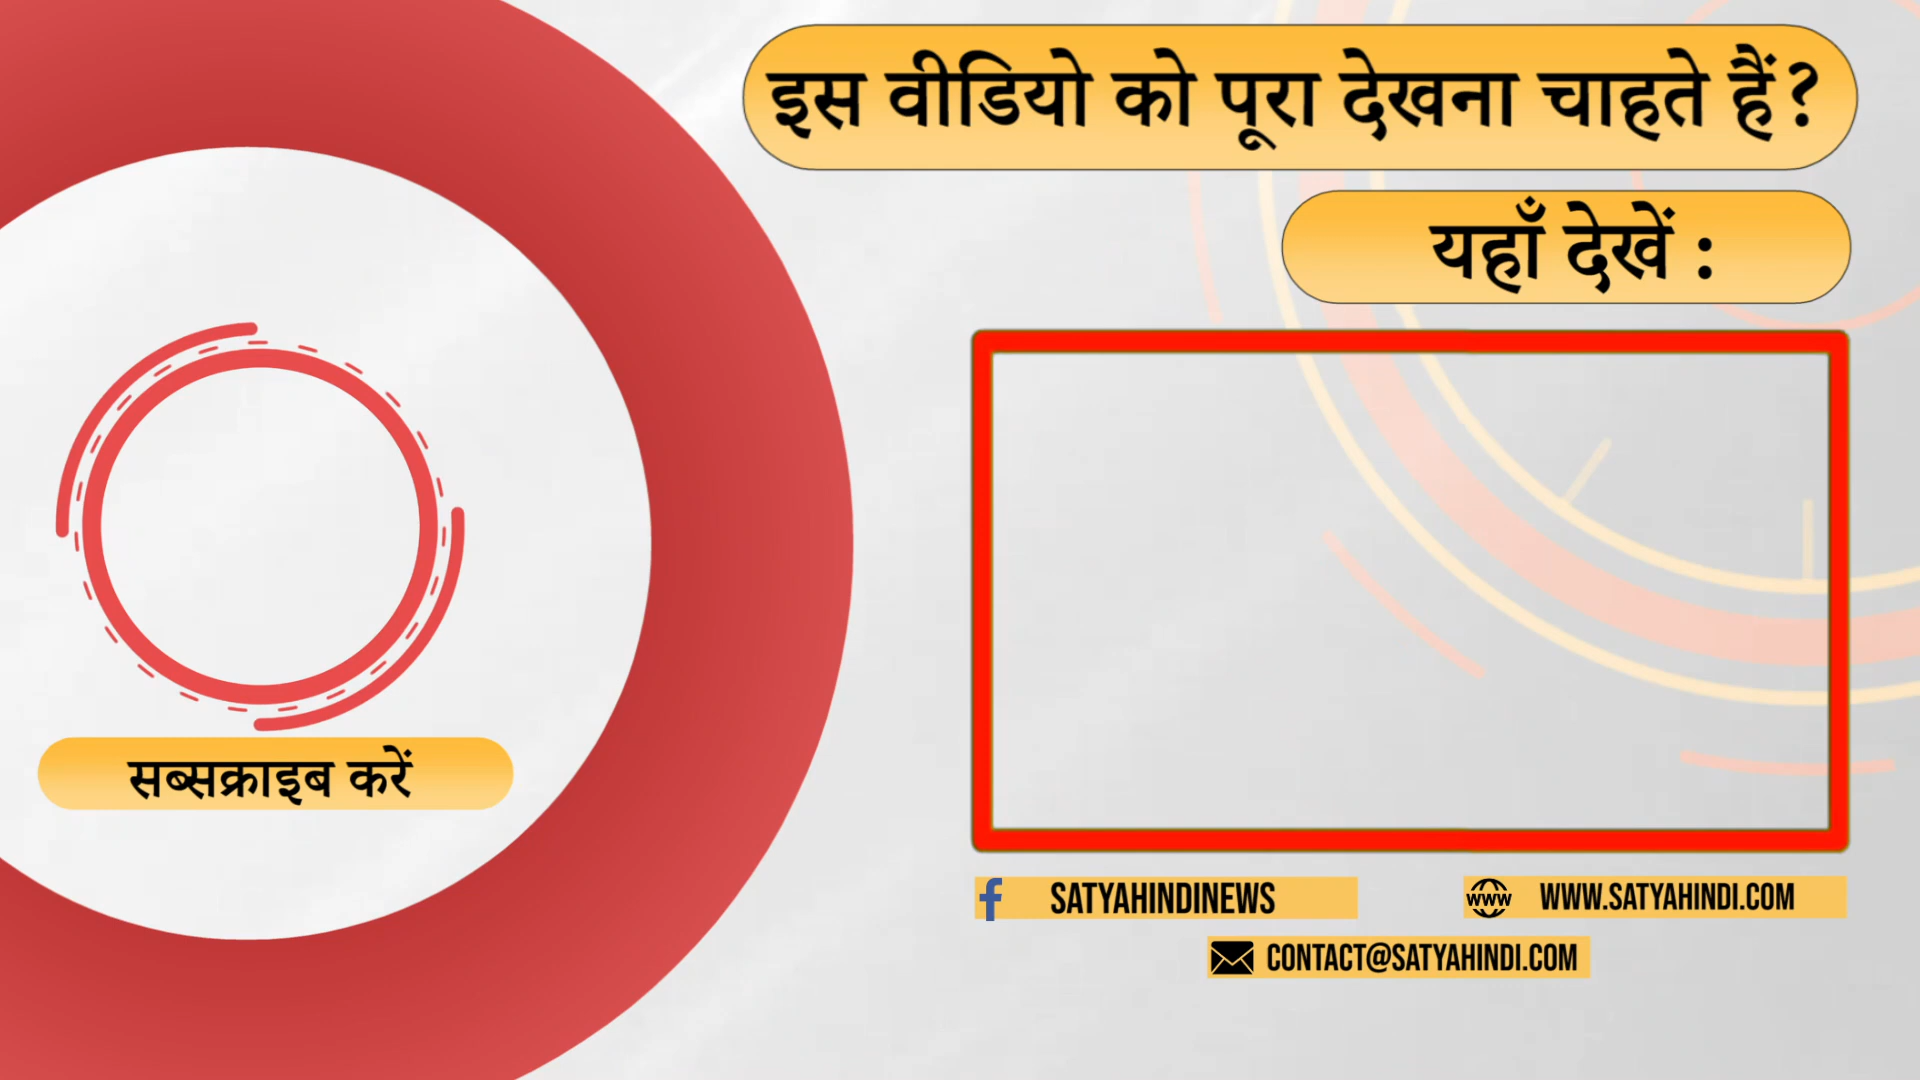 इस वीडियो को पूरा देखना चाहते हैं?
यहाँ देखें :
सब्सक्राइब करें
SATYAHINDINEWS
WWW
WWW.SATYAHINDI.COM
CONTACT@SATYAHINDI.COM